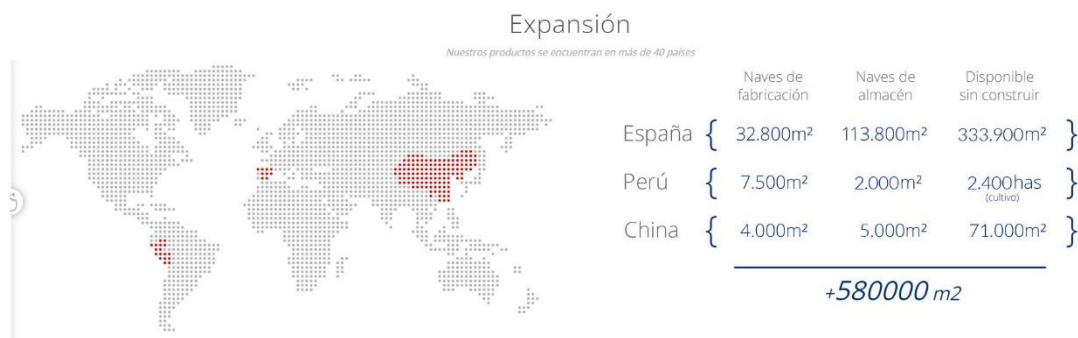 Expansión
Nuestros productos se encuentran en más de 40 países
Naves de fabricación
Naves de almacén
Disponible sin construir
España { 32.800m² 113.800m² 333.900m² }
Perú { 7.500m² 2.000m² 2.400has (cultivo) }
China { 4.000m² 5.000m² 71.000m² }
+580000 m2